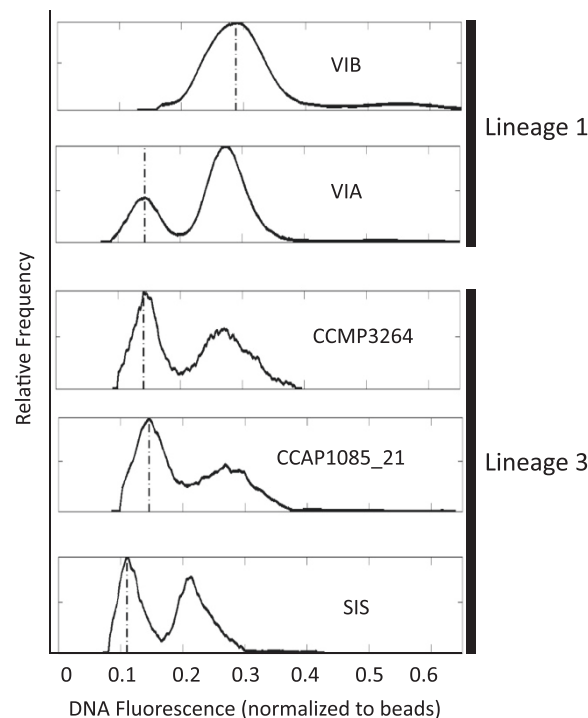 VIB
Lineage 1
VIA
Relative Frequency
CCMP3264
CCAP1085_21
Lineage 3
SIS
0 0.1 0.2 0.3 0.4 0.5 0.6
DNA Fluorescence (normalized to beads)